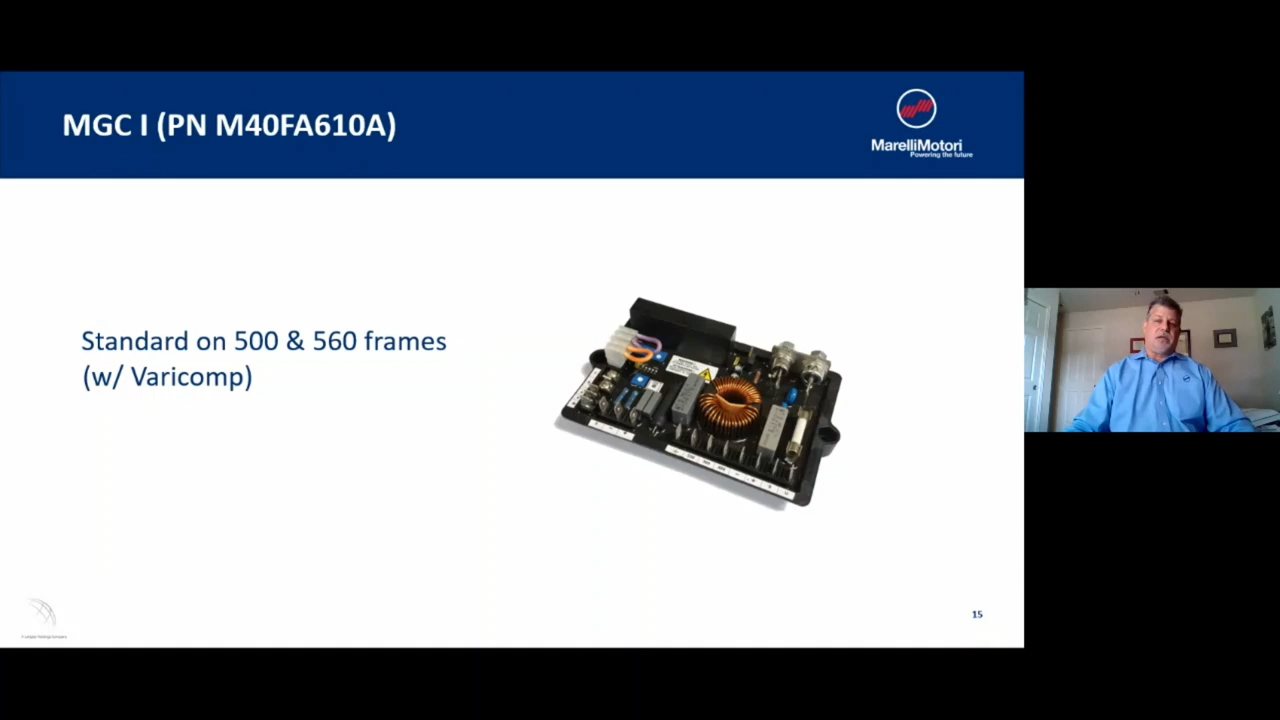 MGC I (PN M40FA610A)
MarelliMotori
Powering the future
Standard on 500 & 560 frames
(w/ Varicomp)
15